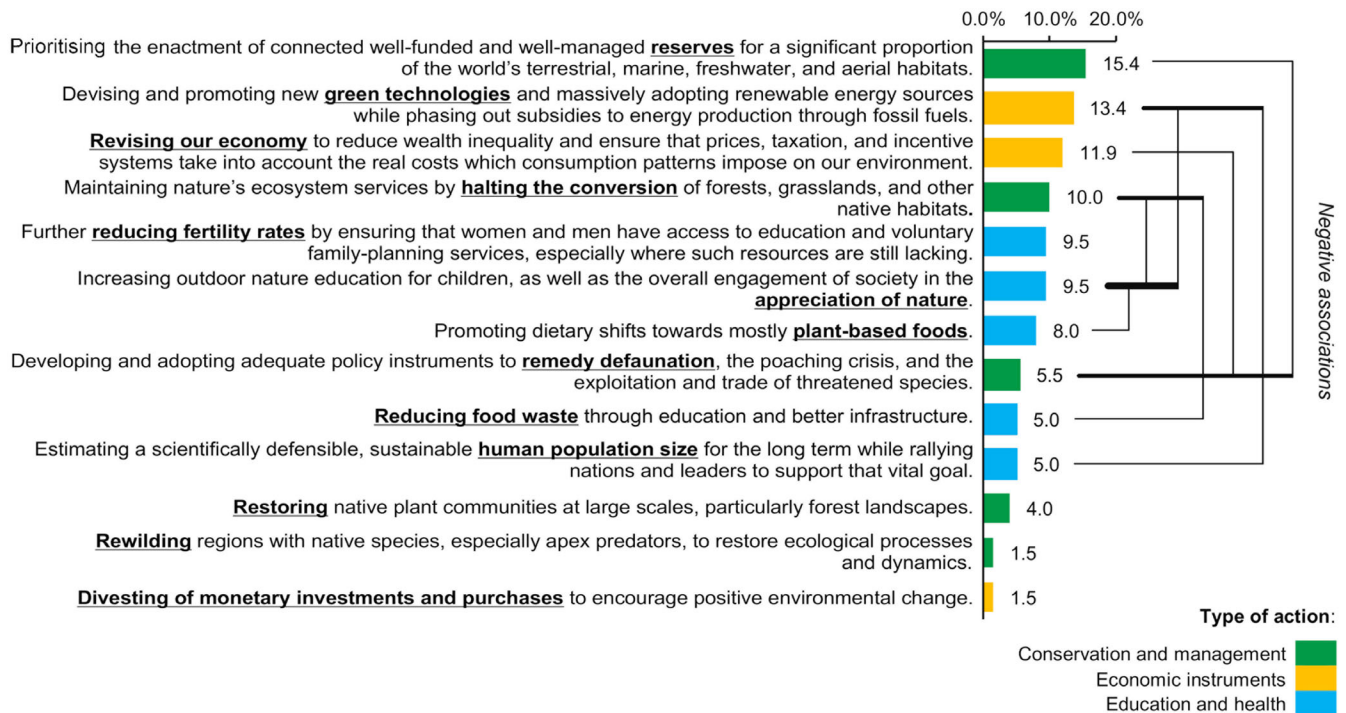 0.0% 10.0% 20.0%
Prioritising the enactment of connected well-funded and well-managed reserves for a significant proportion
of the world's terrestrial, marine, freshwater, and aerial habitats.
15.4
Devising and promoting new green technologies and massively adopting renewable energy sources
while phasing out subsidies to energy production through fossil fuels.
13.4
Revising our economy to reduce wealth inequality and ensure that prices, taxation, and incentive
systems take into account the real costs which consumption patterns impose on our environment.
11.9
Maintaining nature's ecosystem services by halting the conversion of forests, grasslands, and other
native habitats.
10.0
Further reducing fertility rates by ensuring that women and men have access to education and voluntary
family-planning services, especially where such resources are still lacking.
9.5
Increasing outdoor nature education for children, as well as the overall engagement of society in the
appreciation of nature.
9.5
Promoting dietary shifts towards mostly plant-based foods.
8.0
Developing and adopting adequate policy instruments to remedy defaunation, the poaching crisis, and the
exploitation and trade of threatened species.
5.5
Reducing food waste through education and better infrastructure.
5.0
Estimating a scientifically defensible, sustainable human population size for the long term while rallying
nations and leaders to support that vital goal.
5.0
Restoring native plant communities at large scales, particularly forest landscapes.
4.0
Rewilding regions with native species, especially apex predators, to restore ecological processes
and dynamics.
1.5
Divesting of monetary investments and purchases to encourage positive environmental change.
1.5
Negative associations
Type of action:
Conservation and management
Economic instruments
Education and health